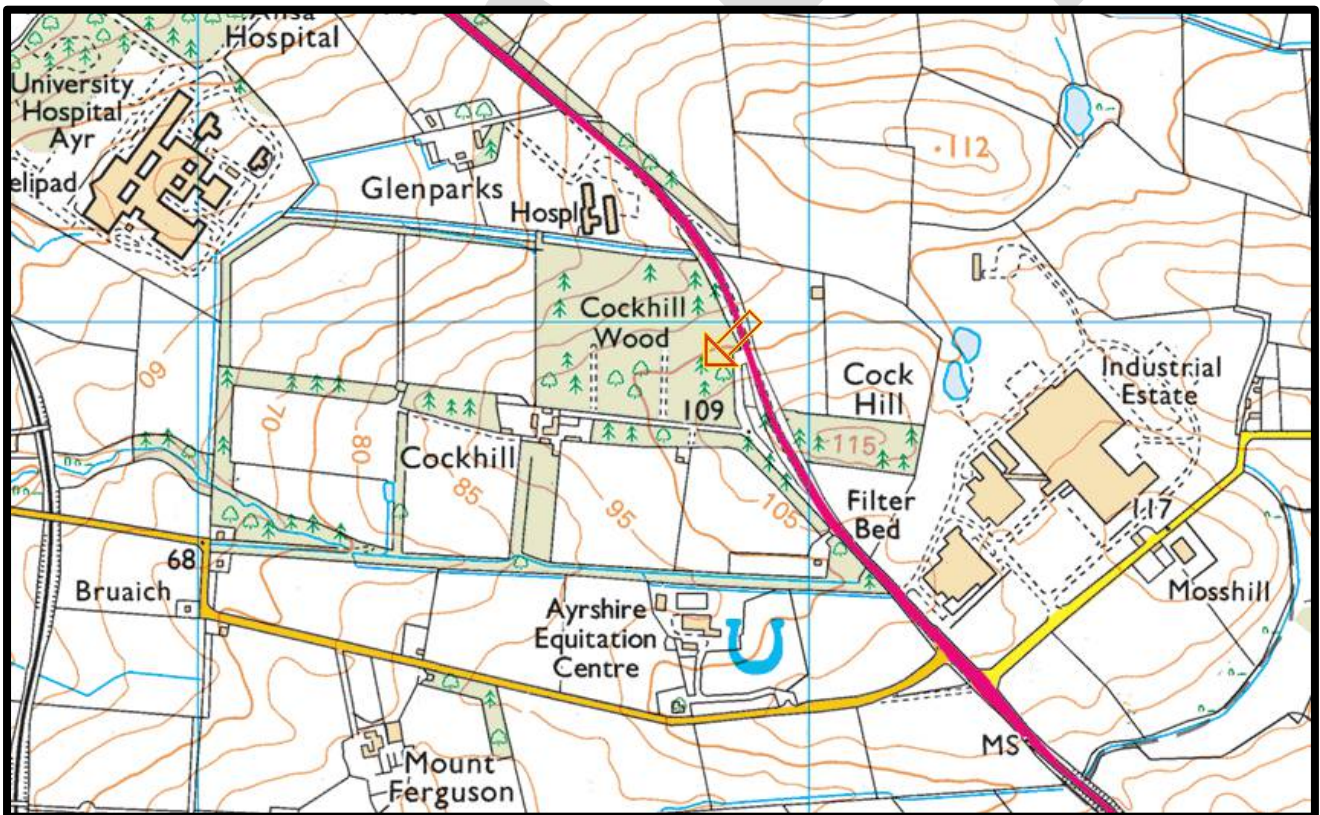 Hospital
University
Hospital
Ayr
elipad
Glenparks
Hospl
112
Cockhill
Wood
Cock
Hill
Industrial
Estate
60
70
80
109
115
Cockhill
85
95
105
Filter
Bed
117
68
Bruaich
Mosshill
Ayrshire
Equitation
Centre
MS
Mount
Ferguson